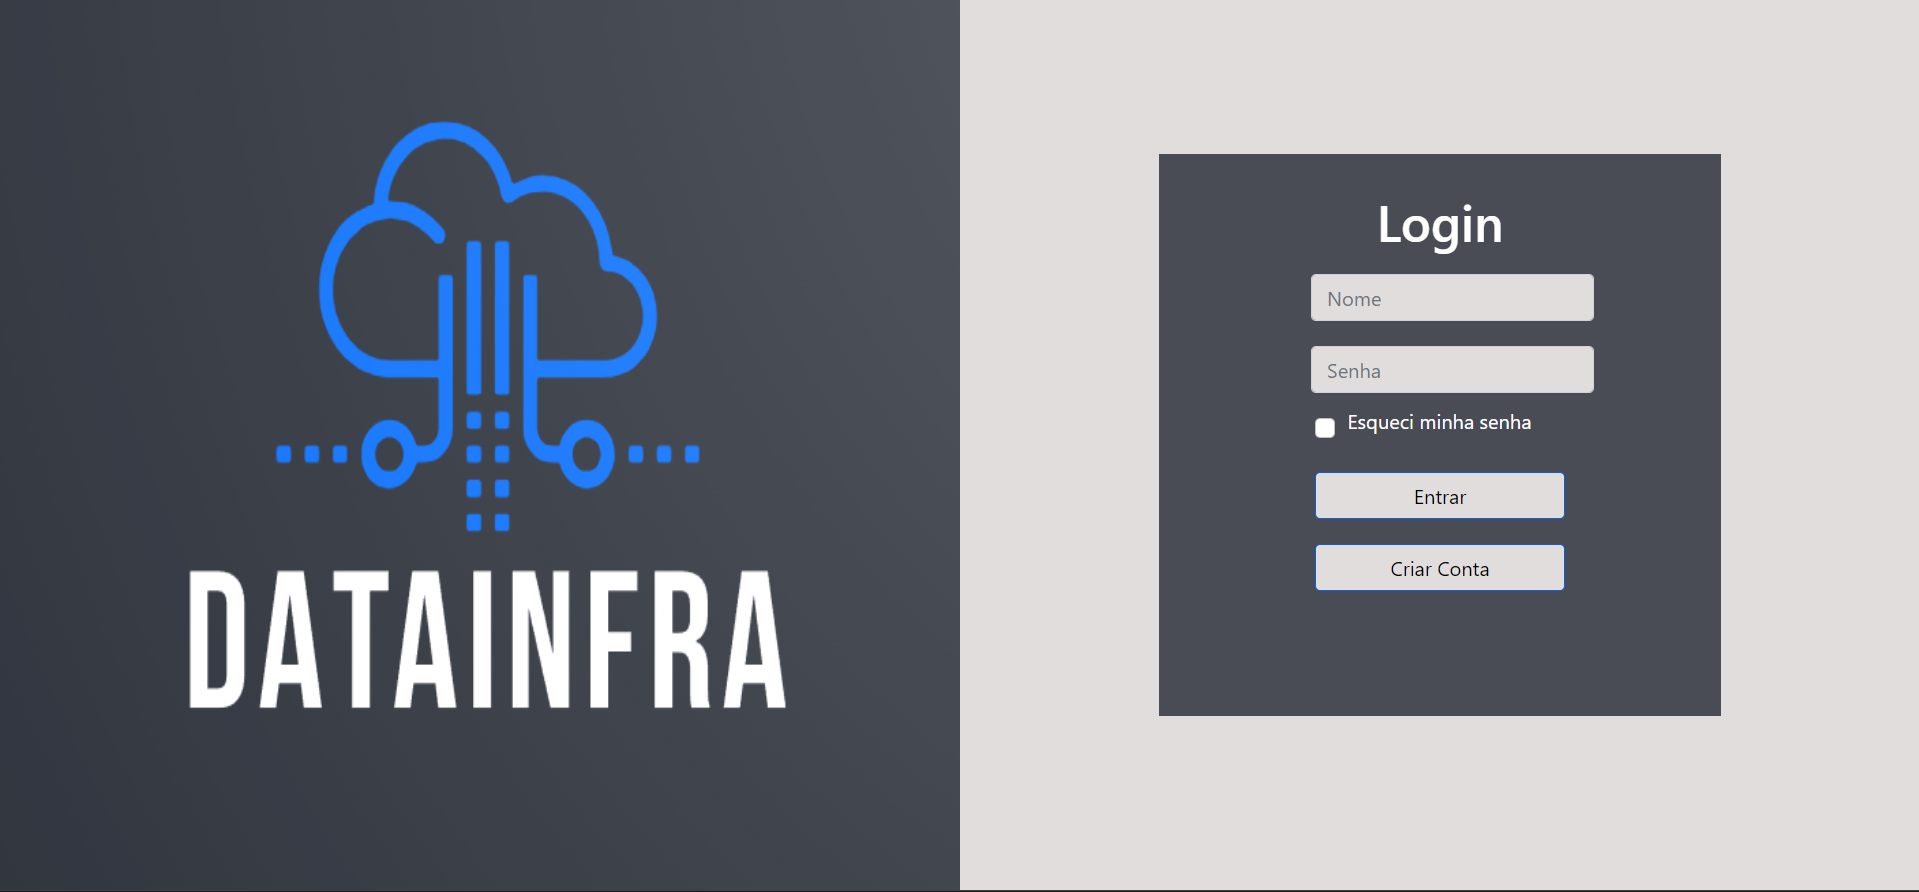 DATAINFRA
Login
Nome
Senha
Esqueci minha senha
Entrar
Criar Conta